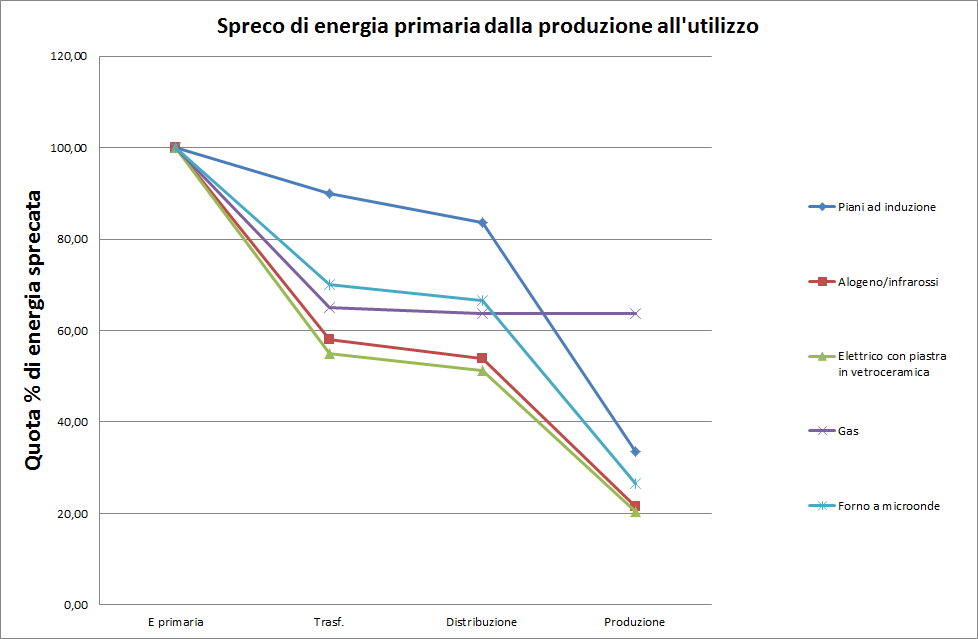 Spreco di energia primaria dalla produzione all'utilizzo
Quota % di energia sprecata
120,00
100,00
80,00
60,00
40,00
20,00
0,00
E primaria
Trasf.
Distribuzione
Produzione
Piani ad induzione
Alogeno/infrarossi
Elettrico con piastra
in vetroceramica
Gas
Forno a microonde